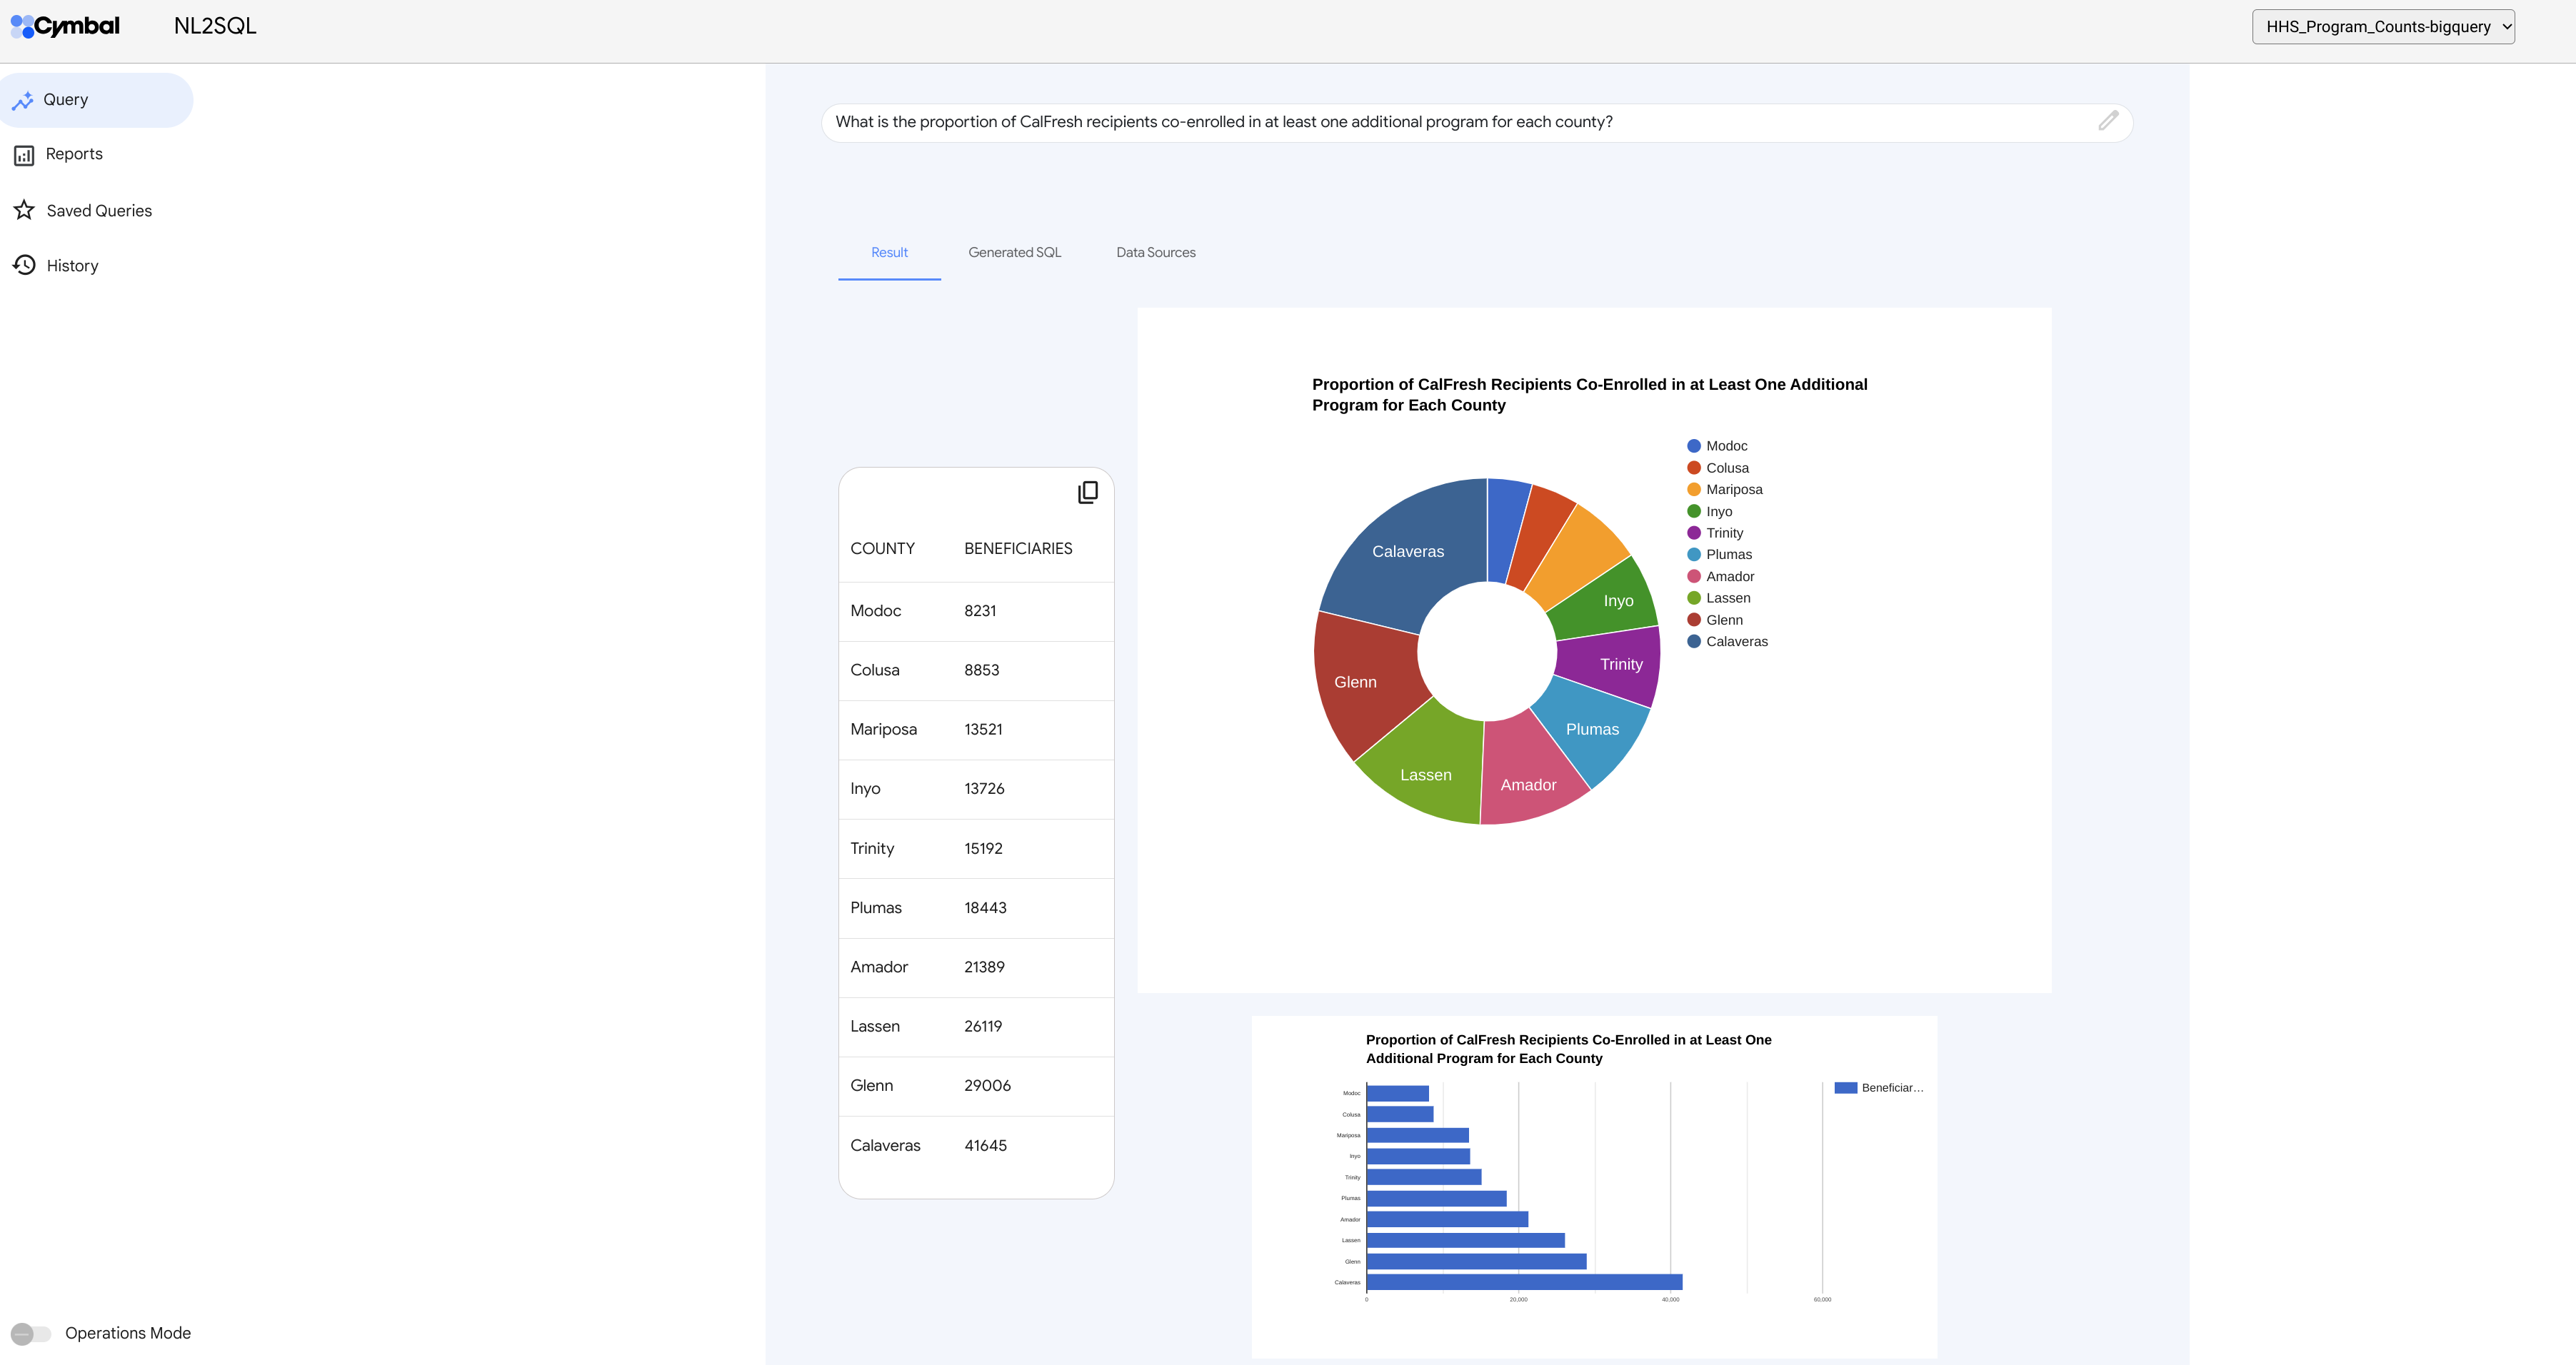 Cymbal
NL2SQL
HHS_Program_Counts-bigquery
Query
Reports
Saved Queries
History
What is the proportion of CalFresh recipients co-enrolled in at least one additional program for each county?
Result
Generated SQL
Data Sources
COUNTY BENEFICIARIES
Modoc 8231
Colusa 8853
Mariposa 13521
Inyo 13726
Trinity 15192
Plumas 18443
Amador 21389
Lassen 26119
Glenn 29006
Calaveras 41645
Proportion of CalFresh Recipients Co-Enrolled in at Least One Additional
Program for Each County
Modoc
Colusa
Mariposa
Inyo
Trinity
Plumas
Amador
Lassen
Glenn
Calaveras
Calaveras
Inyo
Trinity
Glenn
Plumas
Lassen
Amador
Proportion of CalFresh Recipients Co-Enrolled in at Least One
Additional Program for Each County
Beneficiar...
Modoc
Colusa
Mariposa
Inyo
Trinity
Plumas
Amador
Lassen
Glenn
Calaveras
0
20,000
40,000
60,000
Operations Mode